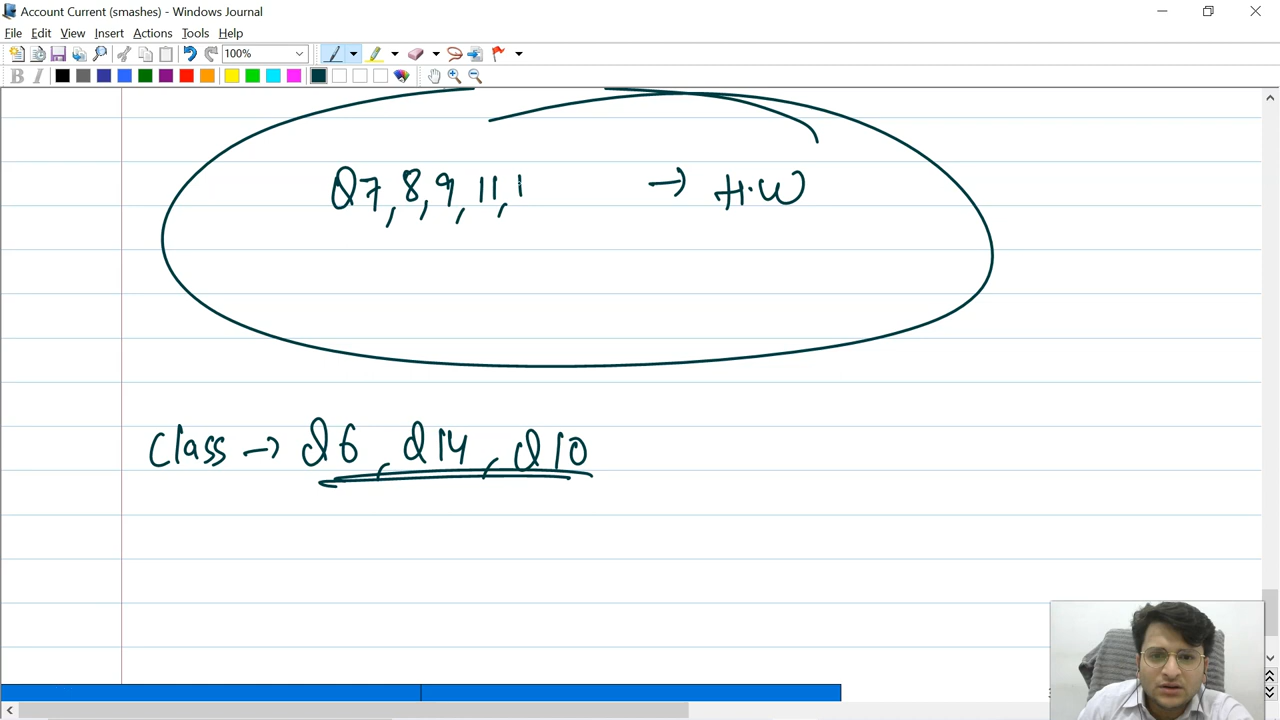 Account Current (smashes) - Windows Journal
File Edit View Insert Actions Tools Help
100%
B I
Q7, 8, 9, 11, 1 → H.W
Class → Q6, Q14, Q10